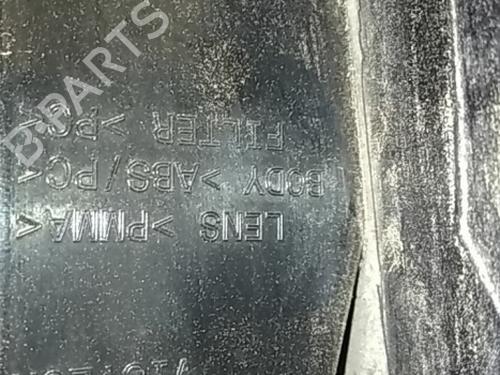 LENS >PMMA<
BODY >ABS/PC<
FILTER >PC<
B-PARTS